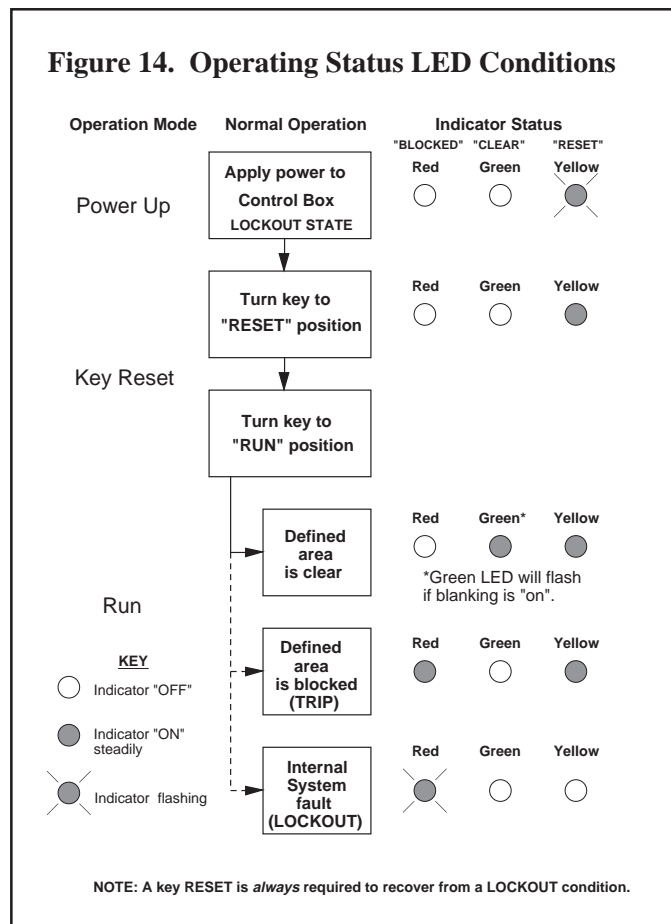 Figure 14. Operating Status LED Conditions
Operation Mode Normal Operation Indicator Status
"BLOCKED" "CLEAR" "RESET"
Power Up
Apply power to
Control Box
LOCKOUT STATE
Red Green Yellow
Turn key to
"RESET" position
Red Green Yellow
Key Reset
Turn key to
"RUN" position
Defined
area
is clear
Red Green* Yellow
*Green LED will flash
if blanking is "on".
Run
Defined
area
is blocked
(TRIP)
Red Green Yellow
KEY
Indicator "OFF"
Indicator "ON"
steadily
Indicator flashing
Internal
System
fault
(LOCKOUT)
Red Green Yellow
NOTE: A key RESET is always required to recover from a LOCKOUT condition.